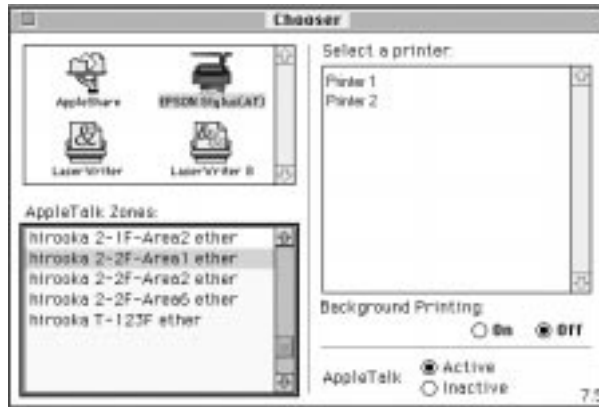 Chooser
AppleShare
EPSON Stylus(AT)
LaserWriter
LaserWriter 8
AppleTalk Zones:
hirooka 2-1F-Area2 ether
hirooka 2-2F-Area1 ether
hirooka 2-2F-Area2 ether
hirooka 2-2F-Area6 ether
hirooka T-123F ether
Select a printer:
Printer 1
Printer 2
Background Printing:
On
Off
AppleTalk
Active
Inactive